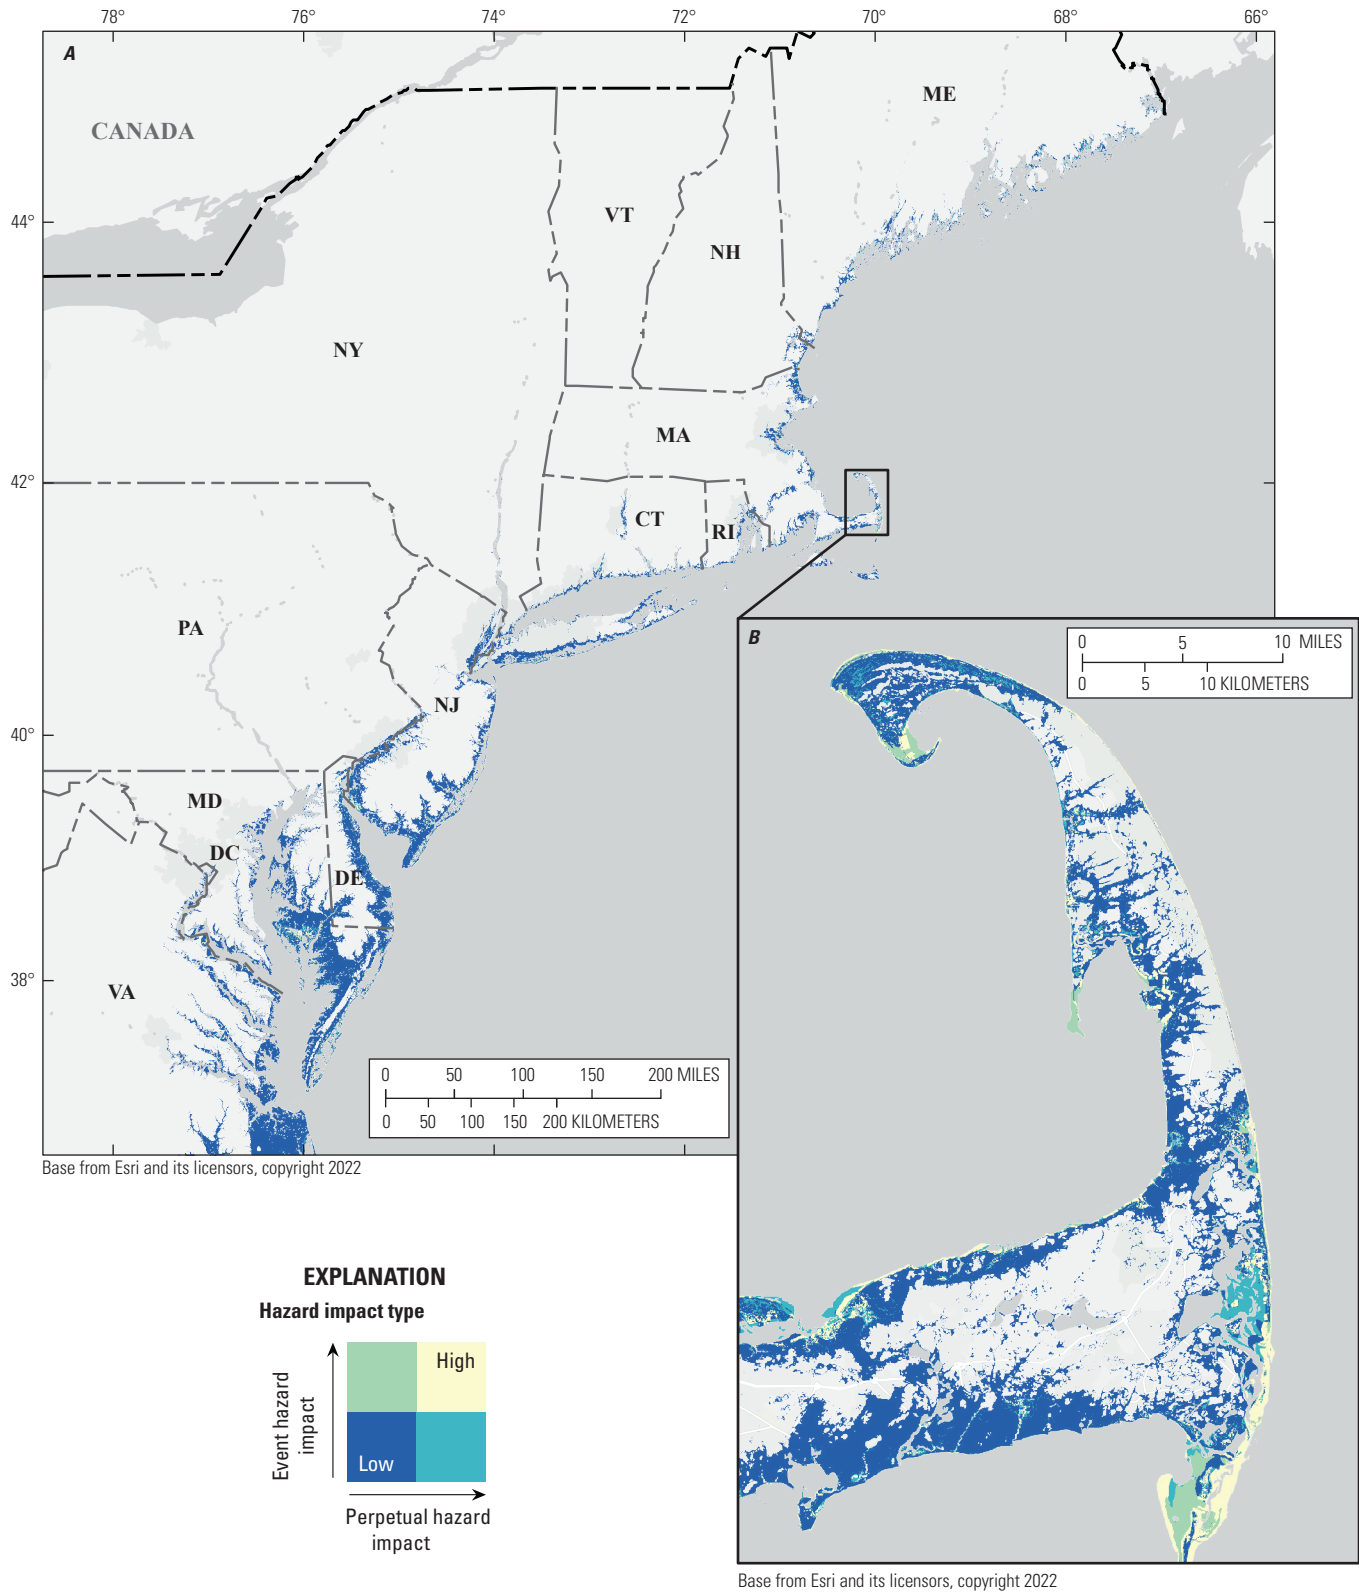 78° 76° 74° 72° 70° 68° 66°
A
ME
CANADA
44°
VT
NH
NY
MA
42°
CT
RI
PA
B
0 5 10 MILES
0 5 10 KILOMETERS
NJ
40°
MD
DC
DE
38°
VA
0 50 100 150 200 MILES
0 50 100 150 200 KILOMETERS
Base from Esri and its licensors, copyright 2022
EXPLANATION
Hazard impact type
High
Event hazard
impact
Low
Perpetual hazard
impact
Base from Esri and its licensors, copyright 2022